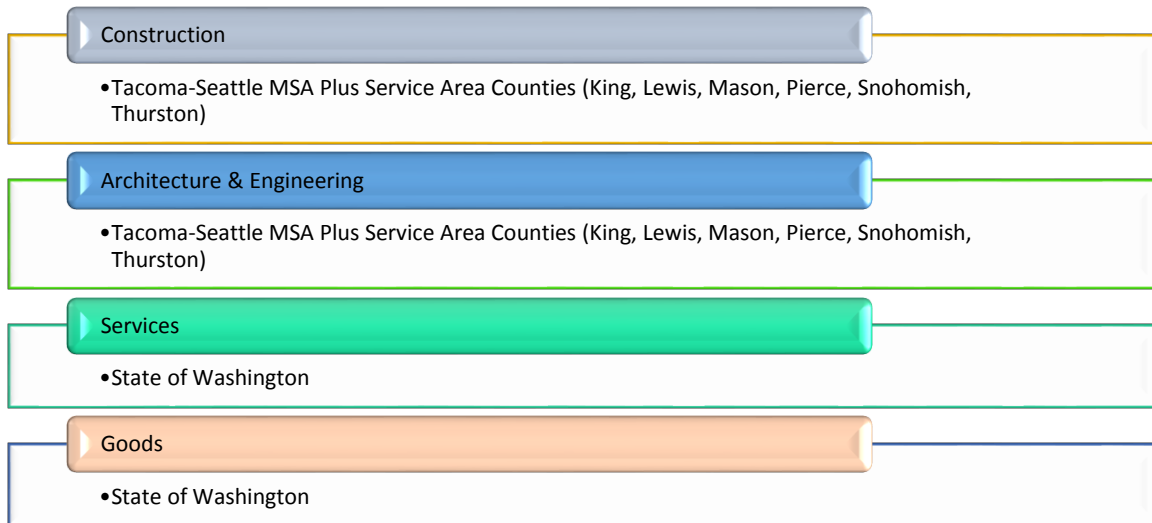 Construction
•Tacoma-Seattle MSA Plus Service Area Counties (King, Lewis, Mason, Pierce, Snohomish,
Thurston)
Architecture & Engineering
•Tacoma-Seattle MSA Plus Service Area Counties (King, Lewis, Mason, Pierce, Snohomish,
Thurston)
Services
•State of Washington
Goods
•State of Washington